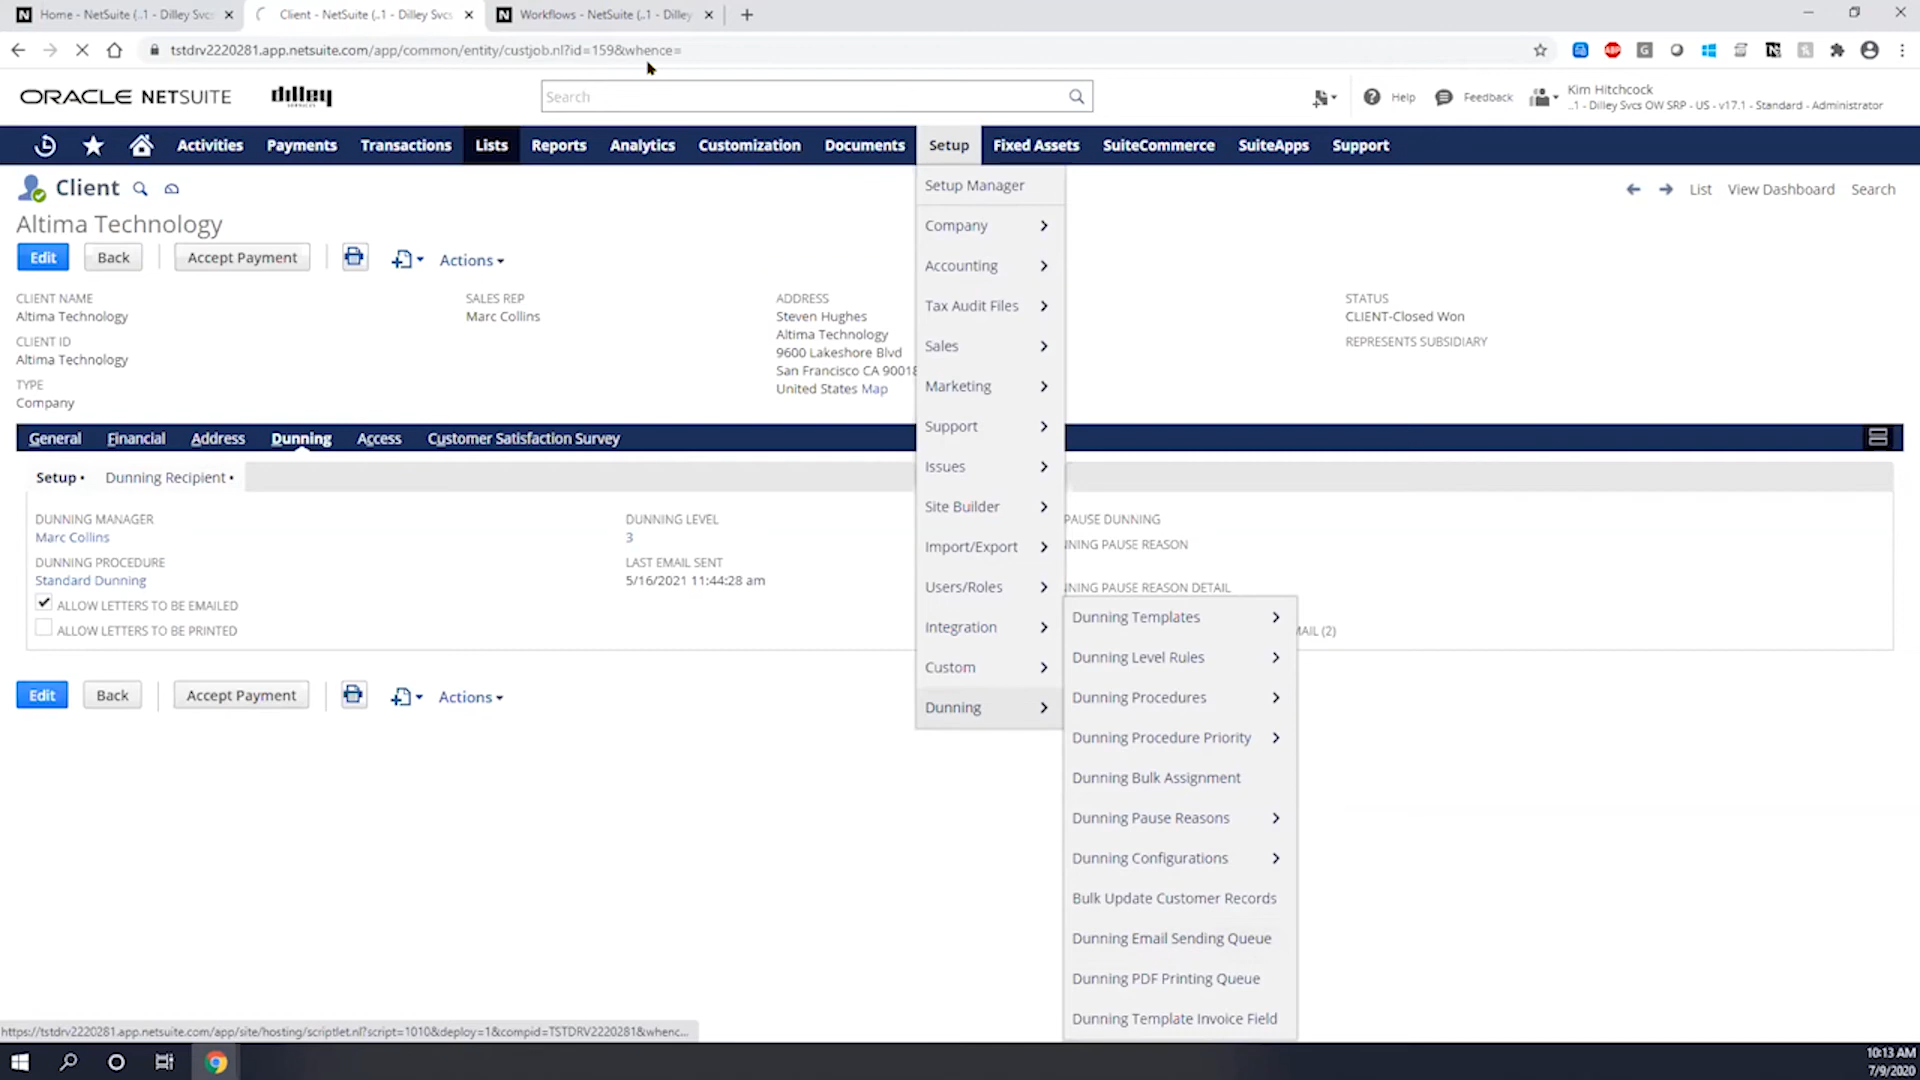 Home - NetSuite (..1 - Dilley Svcs
Client - NetSuite (..1 - Dilley Svcs
Workflows - NetSuite (..1 - Dilley
tstdrv2220281.app.netsuite.com/app/common/entity/custjob.nl?id=159&whence=
ORACLE NETSUITE
dilley
SERVICES
Search
Help
Feedback
Kim Hitchcock
..1 - Dilley Svcs OW SRP - US - v17.1 - Standard - Administrator
Activities
Payments
Transactions
Lists
Reports
Analytics
Customization
Documents
Setup
Fixed Assets
SuiteCommerce
SuiteApps
Support
Client
List
View Dashboard
Search
Altima Technology
Edit
Back
Accept Payment
Actions
CLIENT NAME
Altima Technology
CLIENT ID
Altima Technology
TYPE
Company
SALES REP
Marc Collins
ADDRESS
Steven Hughes
Altima Technology
9600 Lakeshore Blvd
San Francisco CA 90018
United States Map
STATUS
CLIENT-Closed Won
REPRESENTS SUBSIDIARY
General
Financial
Address
Dunning
Access
Customer Satisfaction Survey
Setup •
Dunning Recipient •
DUNNING MANAGER
Marc Collins
DUNNING PROCEDURE
Standard Dunning
ALLOW LETTERS TO BE EMAILED
ALLOW LETTERS TO BE PRINTED
DUNNING LEVEL
3
LAST EMAIL SENT
5/16/2021 11:44:28 am
PAUSE DUNNING
NNING PAUSE REASON
NNING PAUSE REASON DETAIL
MAIL (2)
Edit
Back
Accept Payment
Actions
Setup Manager
Company
Accounting
Tax Audit Files
Sales
Marketing
Support
Issues
Site Builder
Import/Export
Users/Roles
Integration
Custom
Dunning
Dunning Templates
Dunning Level Rules
Dunning Procedures
Dunning Procedure Priority
Dunning Bulk Assignment
Dunning Pause Reasons
Dunning Configurations
Bulk Update Customer Records
Dunning Email Sending Queue
Dunning PDF Printing Queue
Dunning Template Invoice Field
https://tstdrv2220281.app.netsuite.com/app/site/hosting/scriptlet.nl?script=1010&deploy=1&compid=TSTDRV2220281&whenc...
10:13 AM
7/9/2020